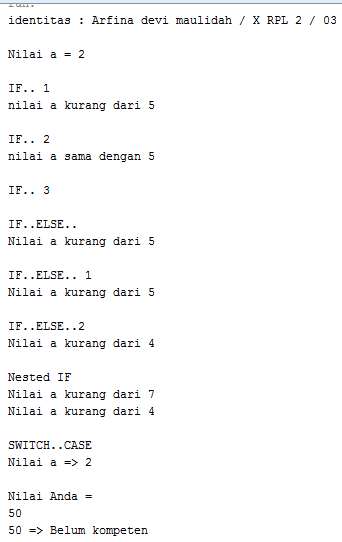 run:
identitas : Arfina devi maulidah / X RPL 2 / 03
Nilai a = 2
IF.. 1
nilai a kurang dari 5
IF.. 2
nilai a sama dengan 5
IF.. 3
IF..ELSE..
Nilai a kurang dari 5
IF..ELSE.. 1
Nilai a kurang dari 5
IF..ELSE..2
Nilai a kurang dari 4
Nested IF
Nilai a kurang dari 7
Nilai a kurang dari 4
SWITCH..CASE
Nilai a => 2
Nilai Anda =
50
50 => Belum kompeten